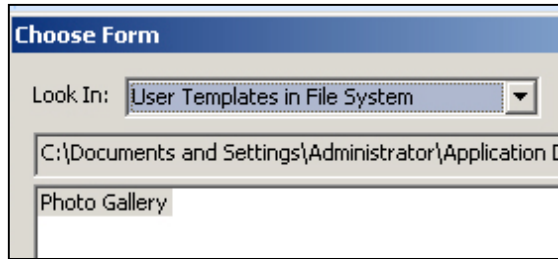 Choose Form
Look In: User Templates in File System
C:\Documents and Settings\Administrator\Application
Photo Gallery